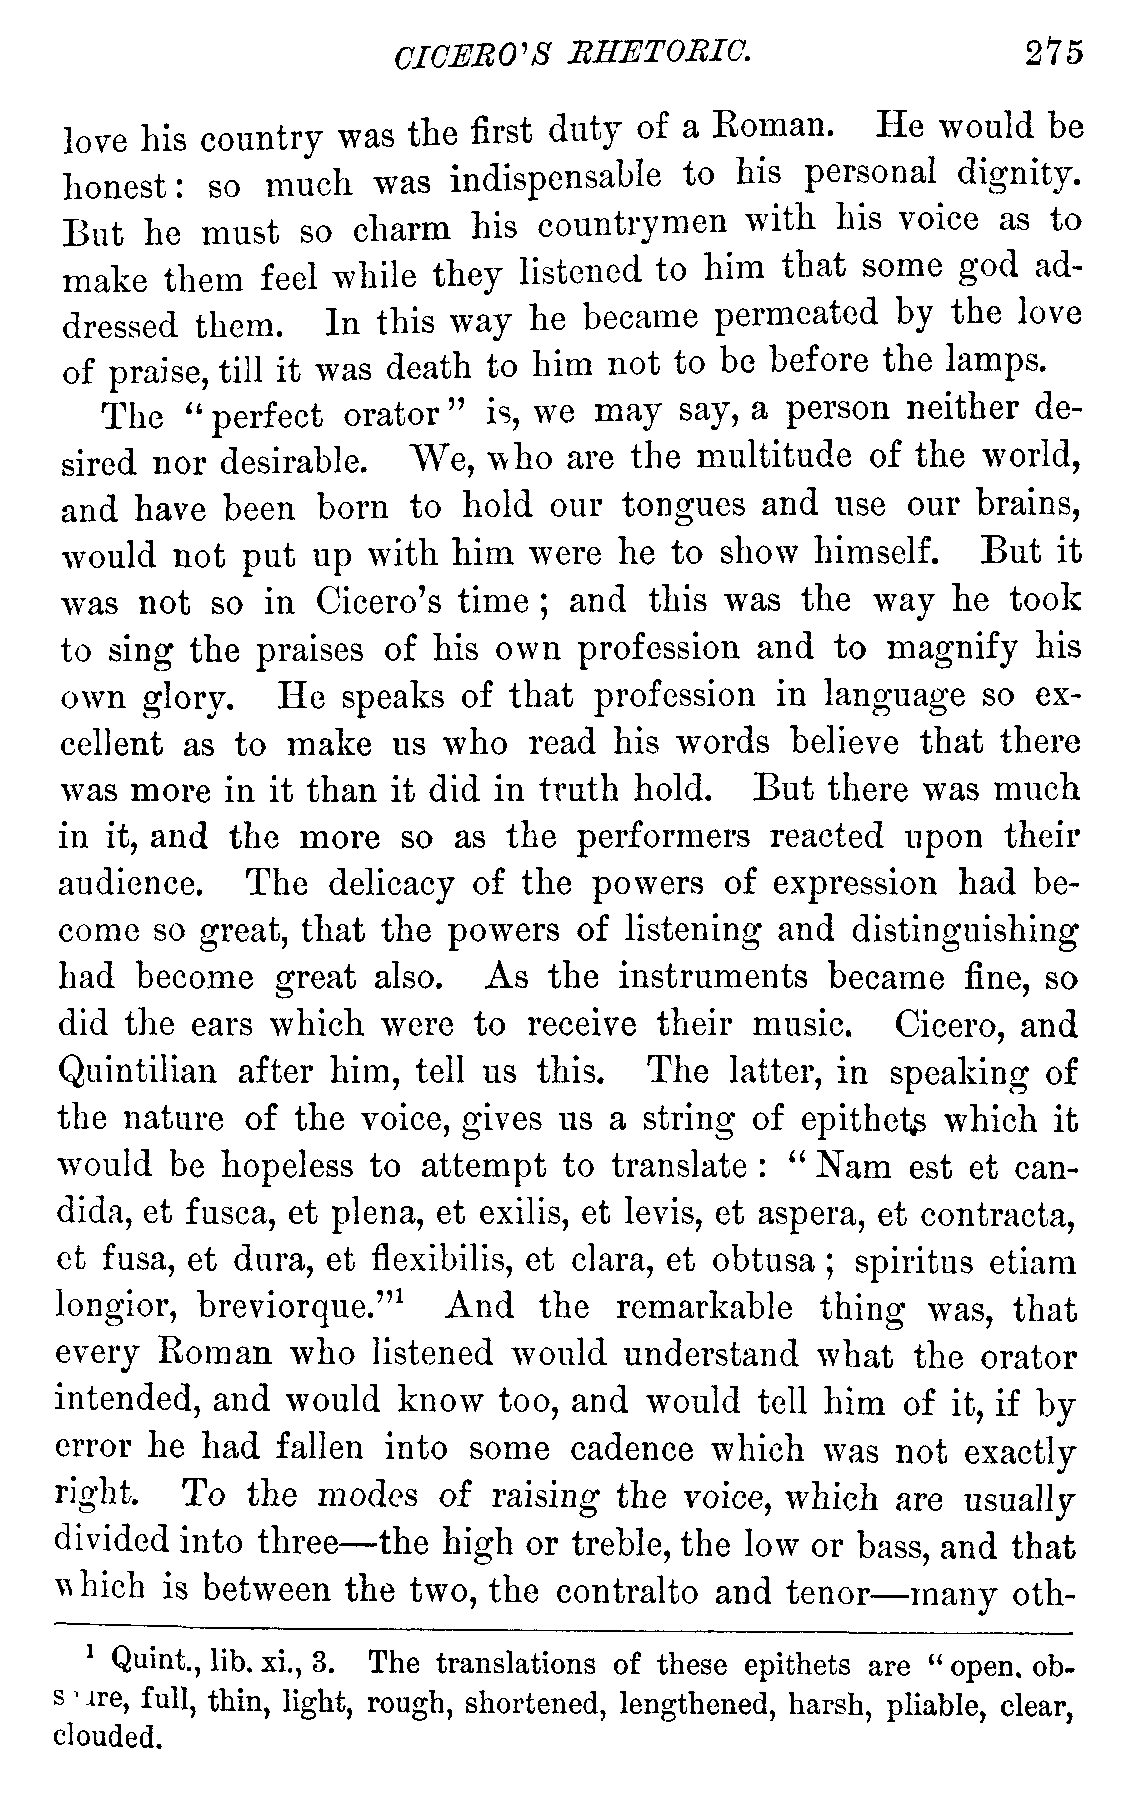 CICERO'S RHETORIC. 275
love his country was the first duty of a Roman. He would be
honest: so much was indispensable to his personal dignity.
But he must so charm his countrymen with his voice as to
make them feel while they listened to him that some god ad-
dressed them. In this way he became permeated by the love
of praise, till it was death to him not to be before the lamps.
The "perfect orator" is, we may say, a person neither de-
sired nor desirable. We, who are the multitude of the world,
and have been born to hold our tongues and use our brains,
would not put up with him were he to show himself. But it
was not so in Cicero's time; and this was the way he took
to sing the praises of his own profession and to magnify his
own glory. He speaks of that profession in language so ex-
cellent as to make us who read his words believe that there
was more in it than it did in truth hold. But there was much
in it, and the more so as the performers reacted upon their
audience. The delicacy of the powers of expression had be-
come so great, that the powers of listening and distinguishing
had become great also. As the instruments became fine, so
did the ears which were to receive their music. Cicero, and
Quintilian after him, tell us this. The latter, in speaking of
the nature of the voice, gives us a string of epithets which it
would be hopeless to attempt to translate: "Nam est et can-
dida, et fusca, et plena, et exilis, et levis, et aspera, et contracta,
et fusa, et dura, et flexibilis, et clara, et obtusa; spiritus etiam
longior, breviorque."¹ And the remarkable thing was, that
every Roman who listened would understand what the orator
intended, and would know too, and would tell him of it, if by
error he had fallen into some cadence which was not exactly
right. To the modes of raising the voice, which are usually
divided into three—the high or treble, the low or bass, and that
which is between the two, the contralto and tenor—many oth-
¹ Quint., lib. xi., 3. The translations of these epithets are "open, ob-
scure, full, thin, light, rough, shortened, lengthened, harsh, pliable, clear,
clouded.